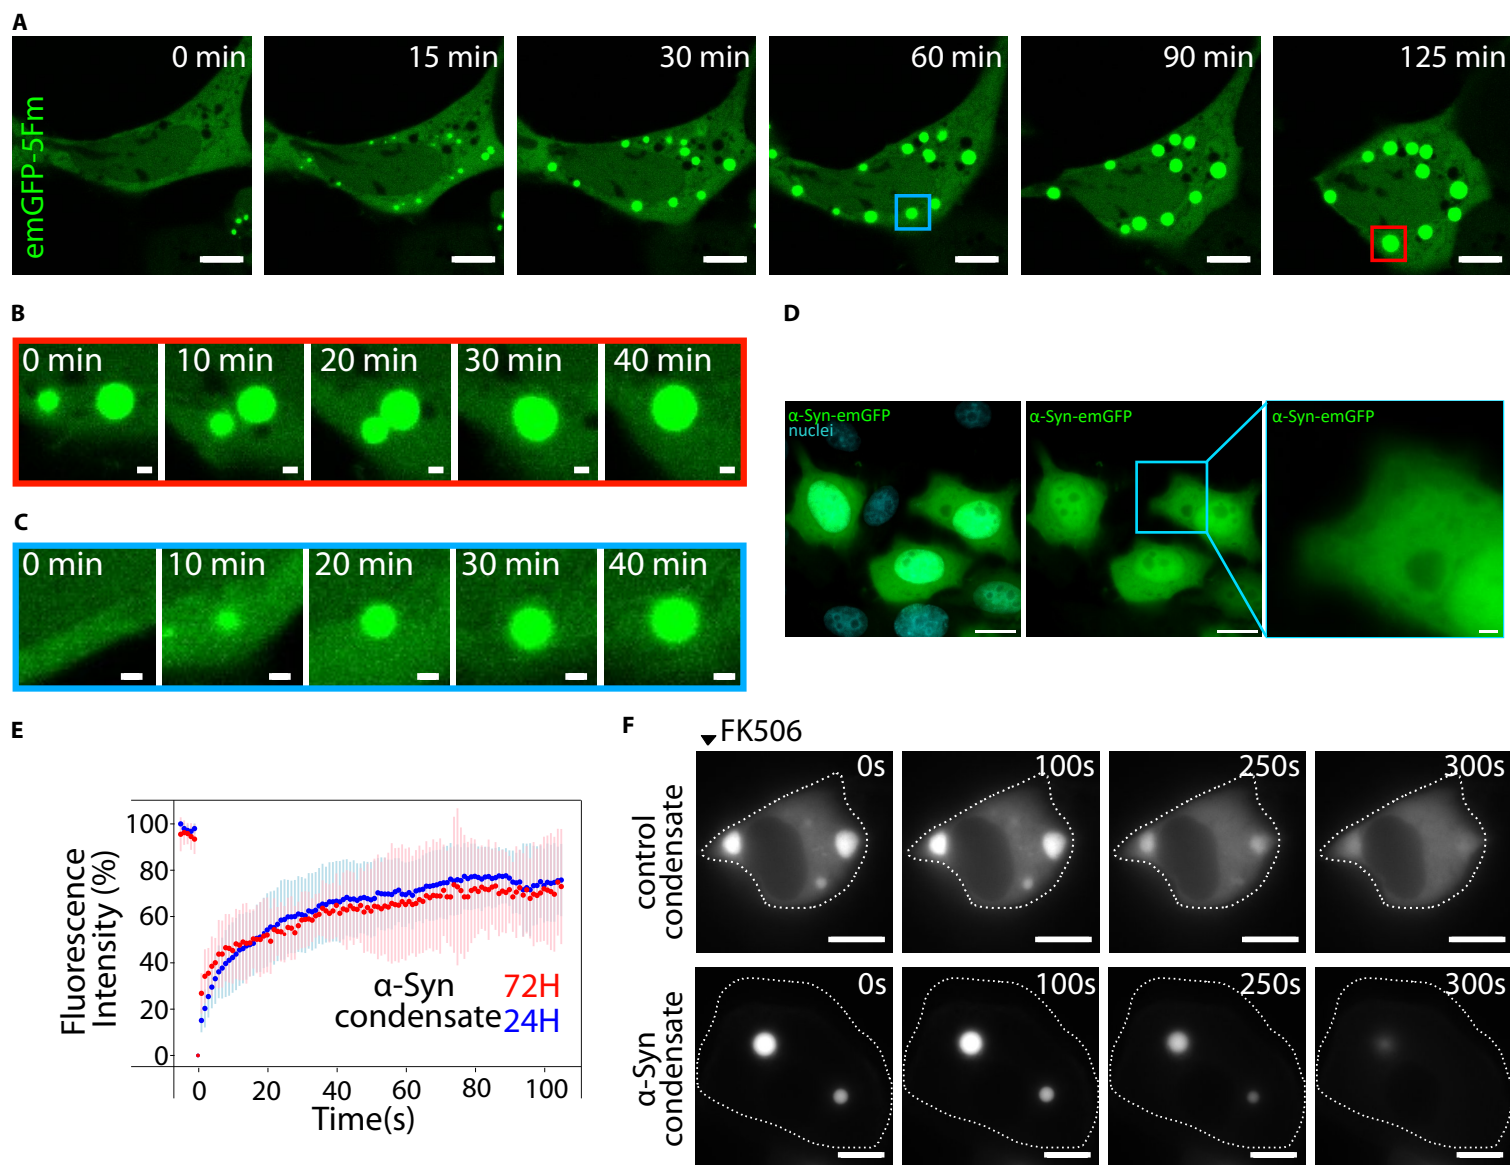 A
emGFP-5Fm
0 min
15 min
30 min
60 min
90 min
125 min
B
0 min
10 min
20 min
30 min
40 min
C
0 min
10 min
20 min
30 min
40 min
D
α-Syn-emGFP
nuclei
α-Syn-emGFP
α-Syn-emGFP
E
Fluorescence
Intensity (%)
100
80
60
40
20
0
α-Syn
condensate
72H
24H
0
20
40
60
80
100
Time(s)
F
FK506
control
condensate
0s
100s
250s
300s
α-Syn
condensate
0s
100s
250s
300s